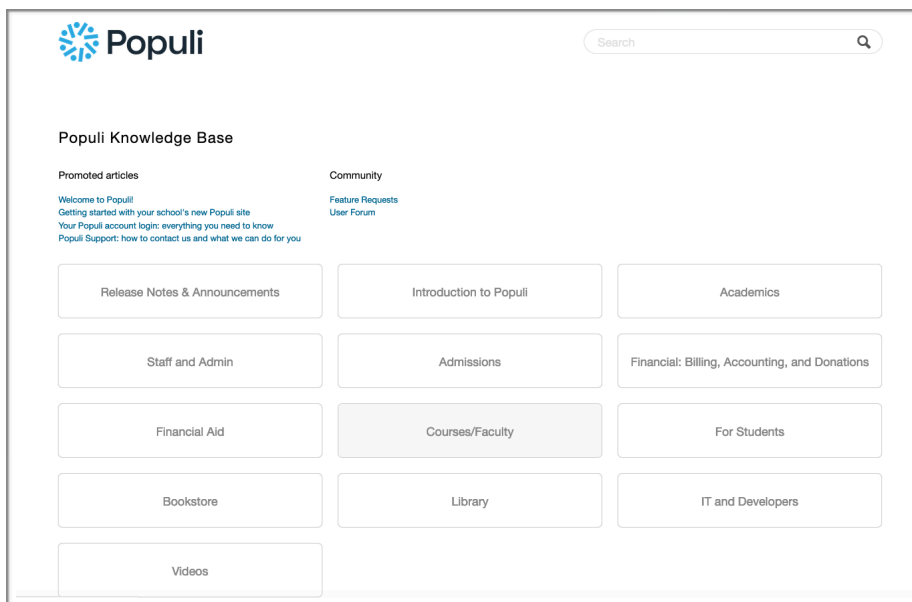 Populi
Search
Populi Knowledge Base
Promoted articles
Welcome to Populi!
Getting started with your school's new Populi site
Your Populi account login: everything you need to know
Populi Support: how to contact us and what we can do for you
Community
Feature Requests
User Forum
Release Notes & Announcements
Introduction to Populi
Academics
Staff and Admin
Admissions
Financial: Billing, Accounting, and Donations
Financial Aid
Courses/Faculty
For Students
Bookstore
Library
IT and Developers
Videos